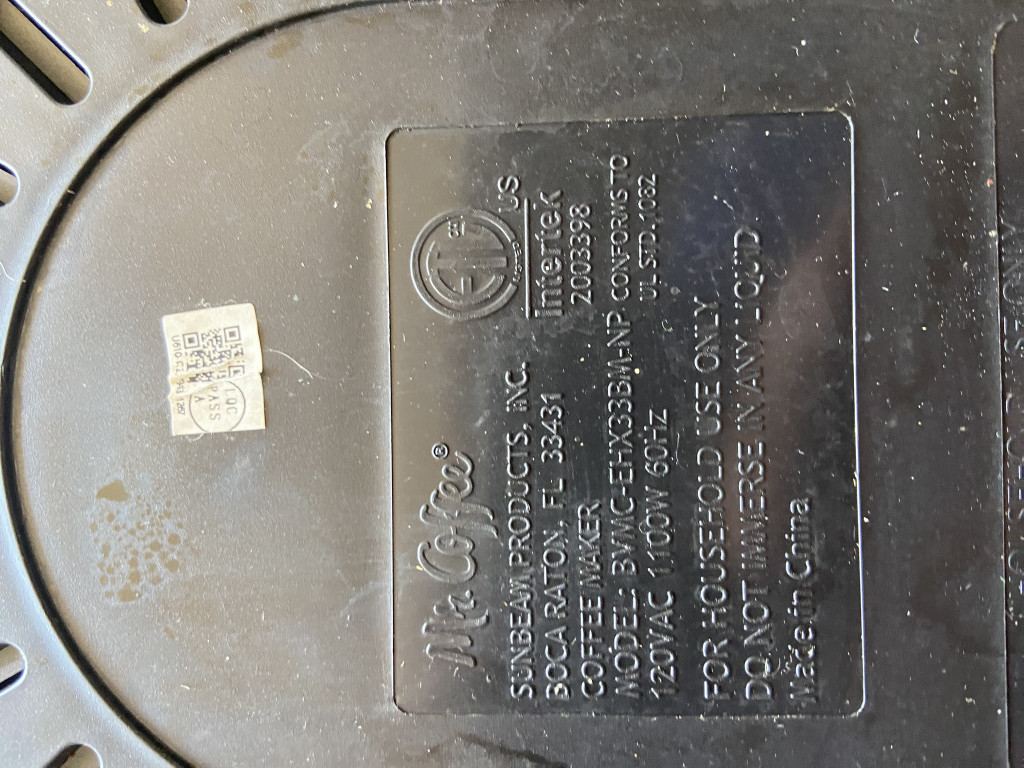 Mr. Coffee®
SUNBEAM PRODUCTS, INC.
BOCA RATON, FL 33431
COFFEE MAKER
MODEL: BVMC-EHX33BM-NP
120VAC 1100W 60HZ
ETL
US
Intertek
2003398
CONFORMS TO
UL STD.1082
FOR HOUSEHOLD USE ONLY
DO NOT IMMERSE IN ANY LIQUID
Made in China
QC
PASS
A